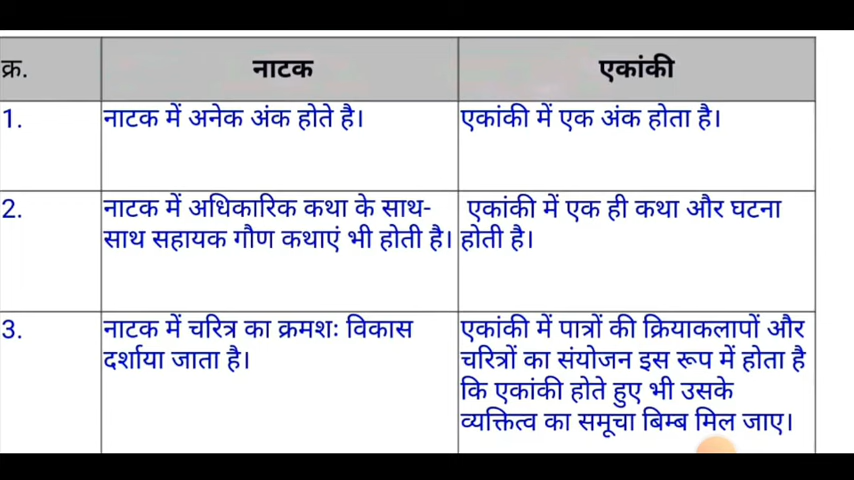 क्र. नाटक एकांकी
1. नाटक में अनेक अंक होते है। एकांकी में एक अंक होता है।
2. नाटक में अधिकारिक कथा के साथ- एकांकी में एक ही कथा और घटना
साथ सहायक गौण कथाएं भी होती है। होती है।
3. नाटक में चरित्र का क्रमशः विकास एकांकी में पात्रों की क्रियाकलापों और
दर्शाया जाता है। चरित्रों का संयोजन इस रूप में होता है
कि एकांकी होते हुए भी उसके
व्यक्तित्व का समूचा बिम्ब मिल जाए।